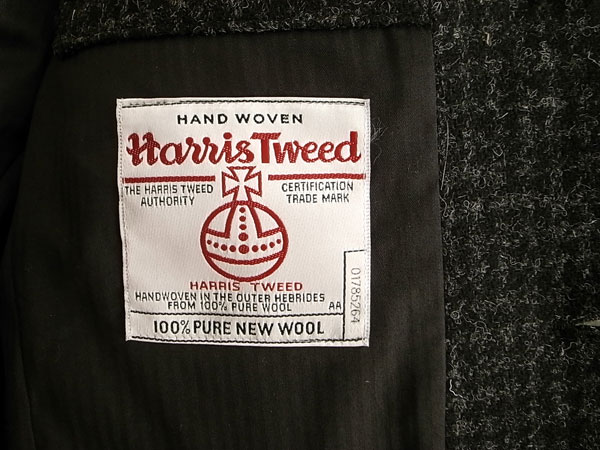 HAND WOVEN
Harris Tweed
THE HARRIS TWEED AUTHORITY
CERTIFICATION TRADE MARK
HARRIS TWEED
HANDWOVEN IN THE OUTER HEBRIDES
FROM 100% PURE WOOL AA
01785264
100% PURE NEW WOOL